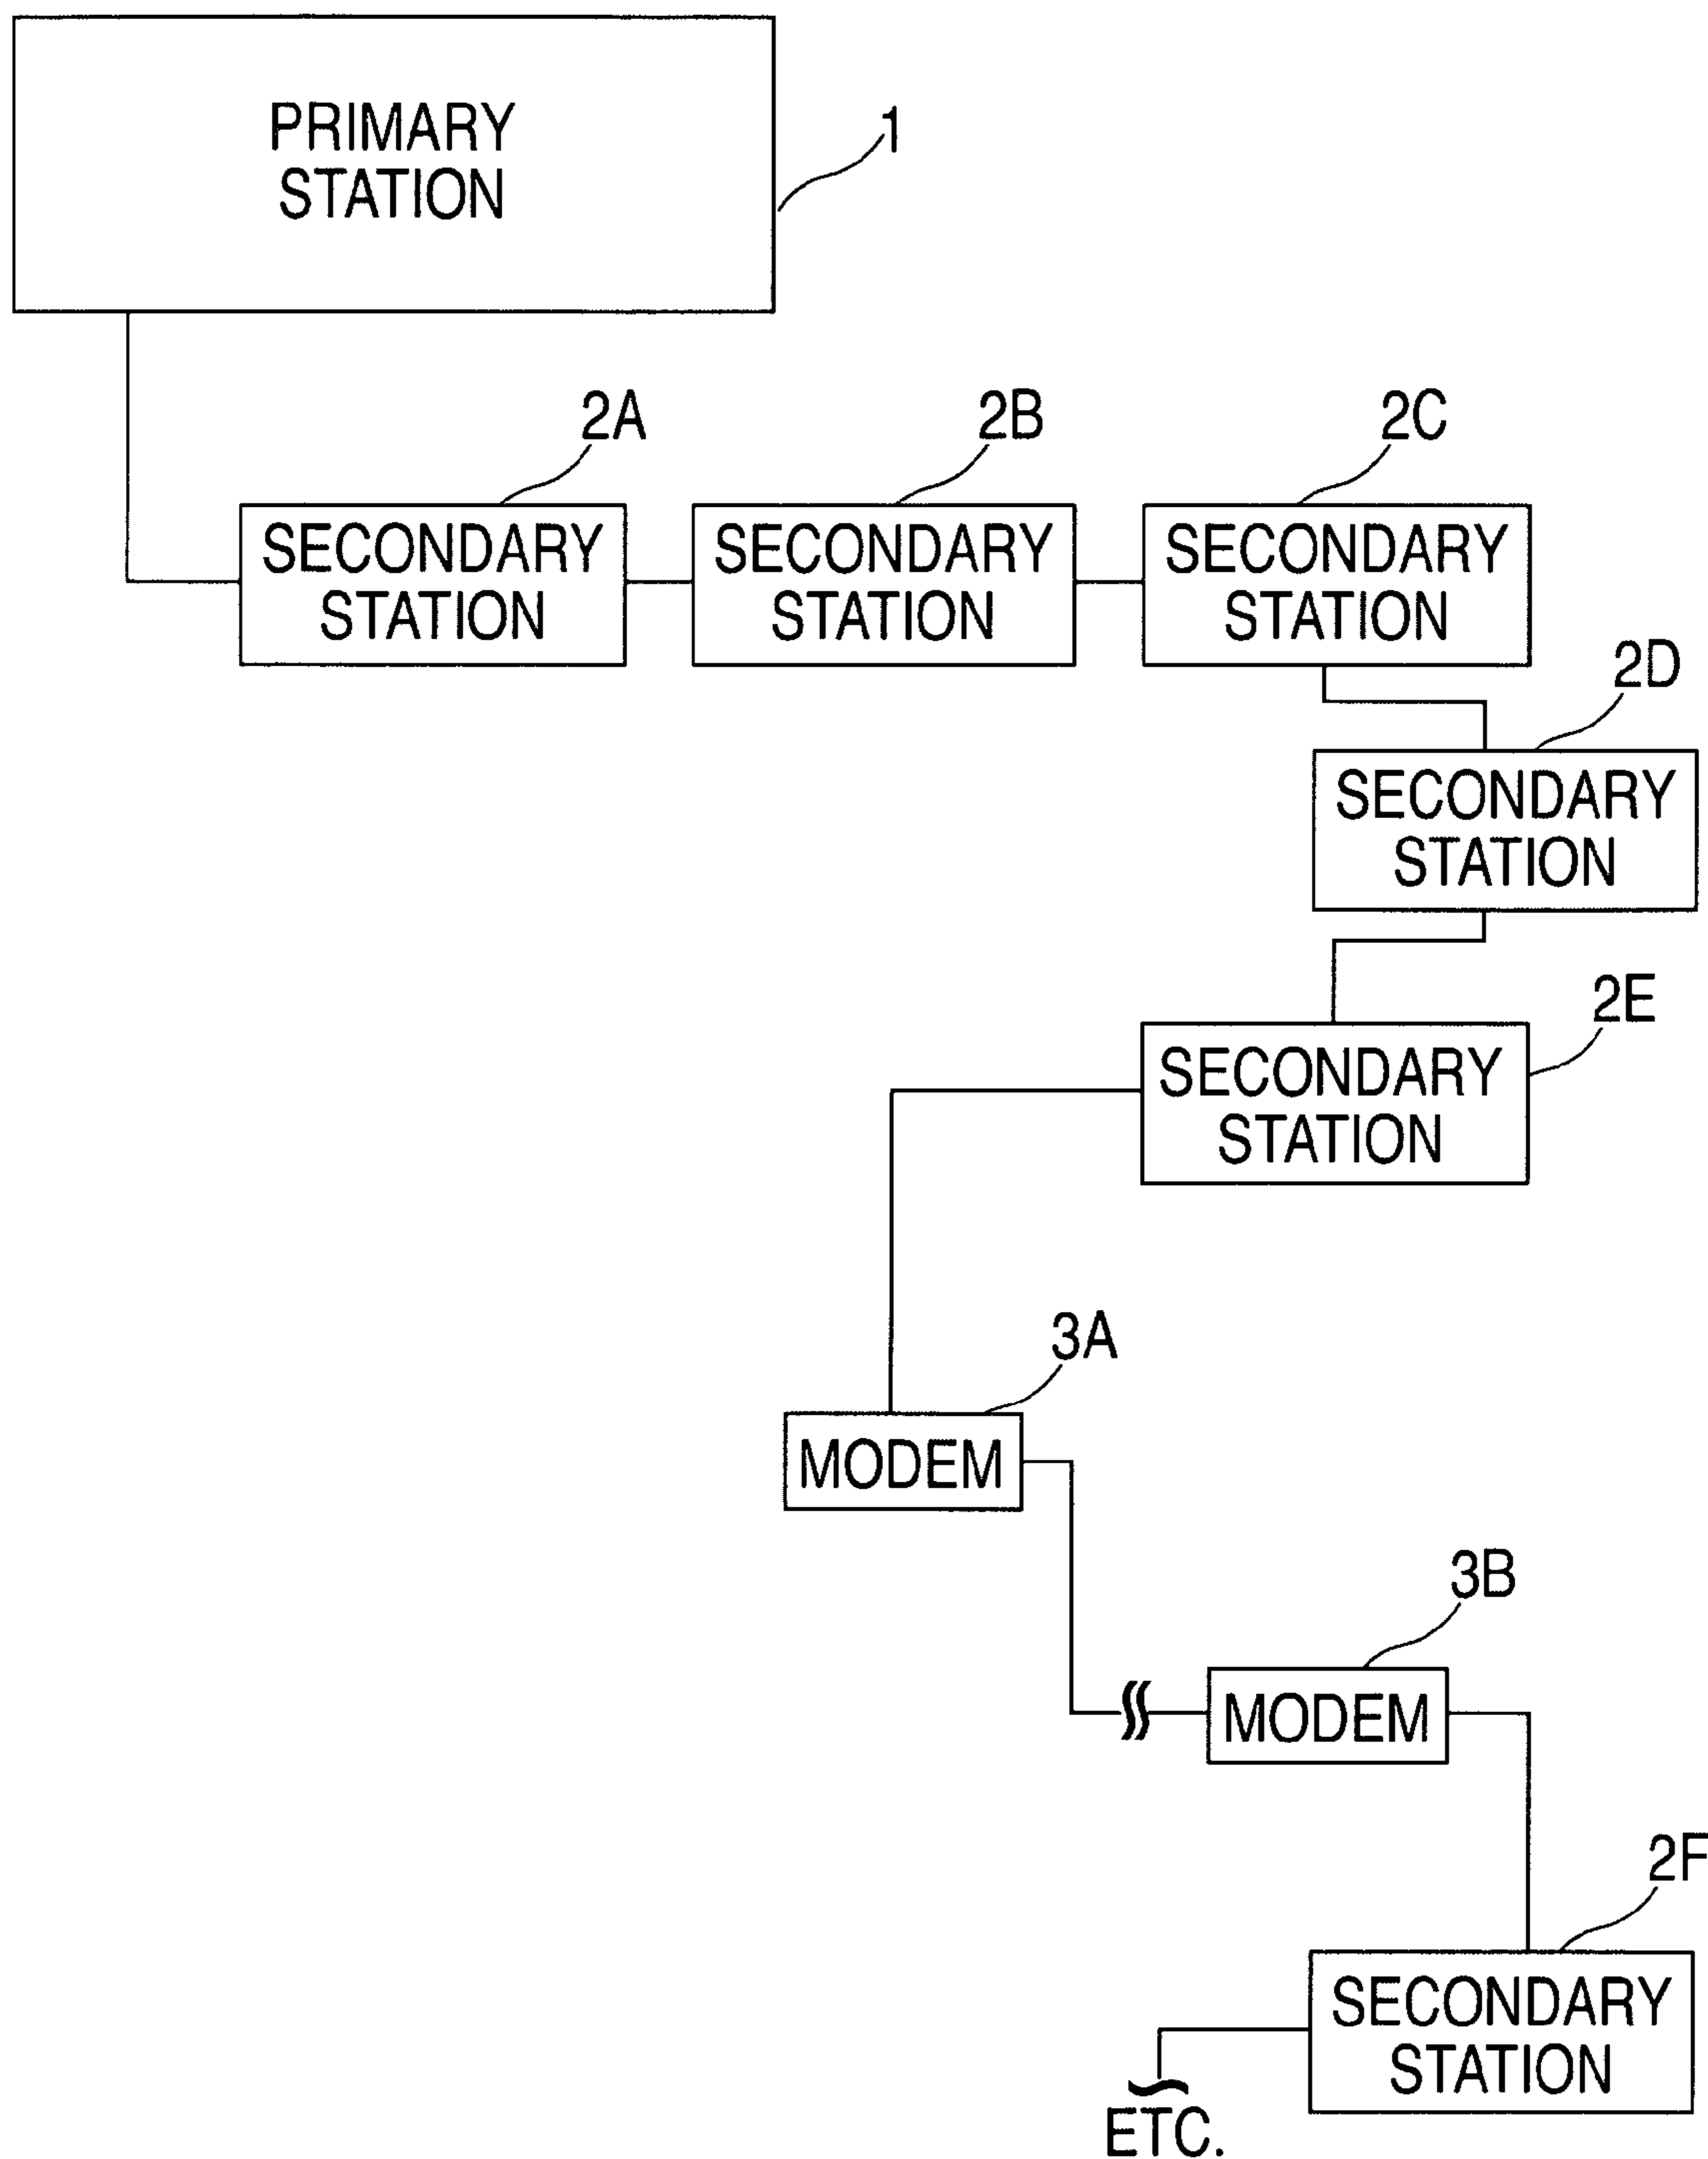 PRIMARY
STATION
1
2A
2B
2C
SECONDARY
STATION
SECONDARY
STATION
SECONDARY
STATION
2D
SECONDARY
STATION
2E
SECONDARY
STATION
3A
MODEM
3B
MODEM
2F
SECONDARY
STATION
ETC.